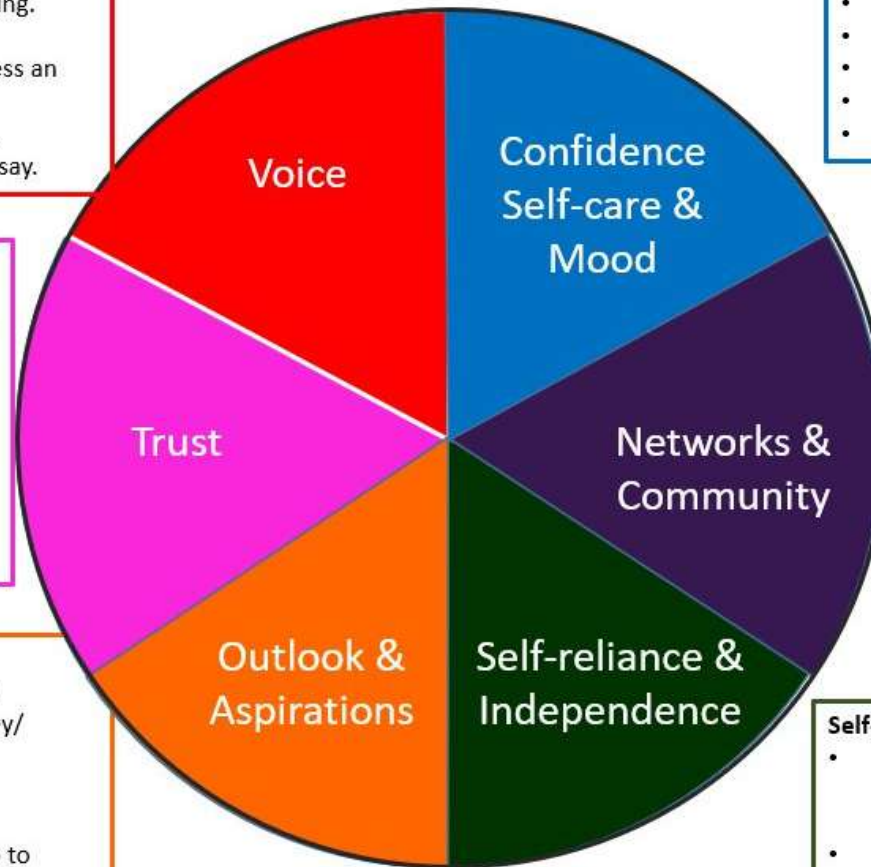 ing.
ess an
say.
Voice
Confidence
Self-care &
Mood
Trust
Networks &
Community
Outlook &
Aspirations
Self-reliance &
Independence
y/
to
Self